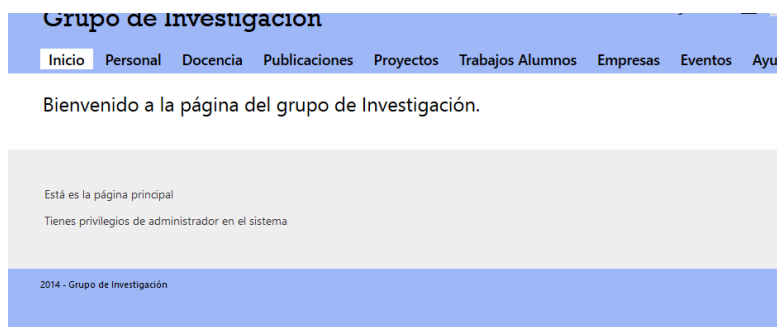 Grupo de Investigación
Inicio Personal Docencia Publicaciones Proyectos Trabajos Alumnos Empresas Eventos
Bienvenido a la página del grupo de Investigación.
Está es la página principal
Tienes privilegios de administrador en el sistema
2014 - Grupo de Investigación